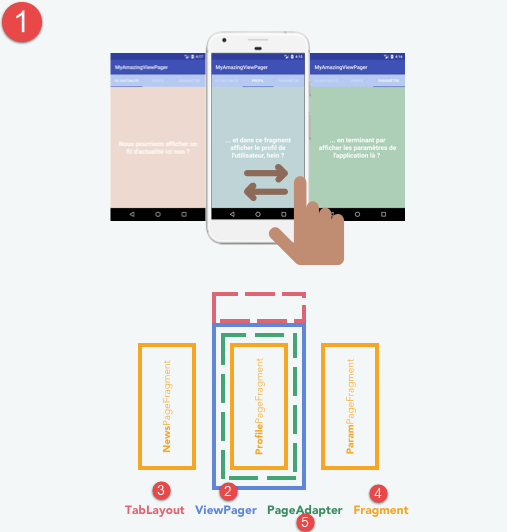 1
MyAmazingViewPager
Nous pourrions afficher un
fil d'actualité ici non ?
MyAmazingViewPager
... et dans ce fragment
afficher le profil de
l'utilisateur, hein ?
MyAmazingViewPager
PARAMÈTRE
... en terminant par
afficher les paramètres de
l'application là ?
NewsPageFragment
ProfilePageFragment
ParamPageFragment
3
2
4
TabLayout ViewPager PageAdapter Fragment
5